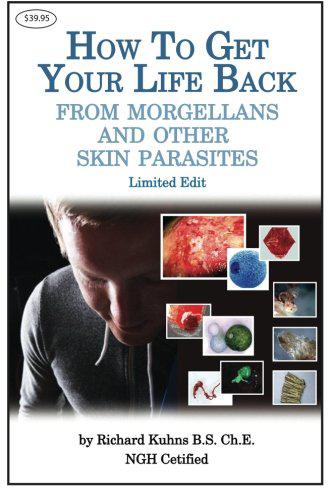 $39.95
How To Get
Your Life Back
FROM MORGELLANS
AND OTHER
SKIN PARASITES
Limited Edit
by Richard Kuhns B.S. Ch.E.
NGH Cetified